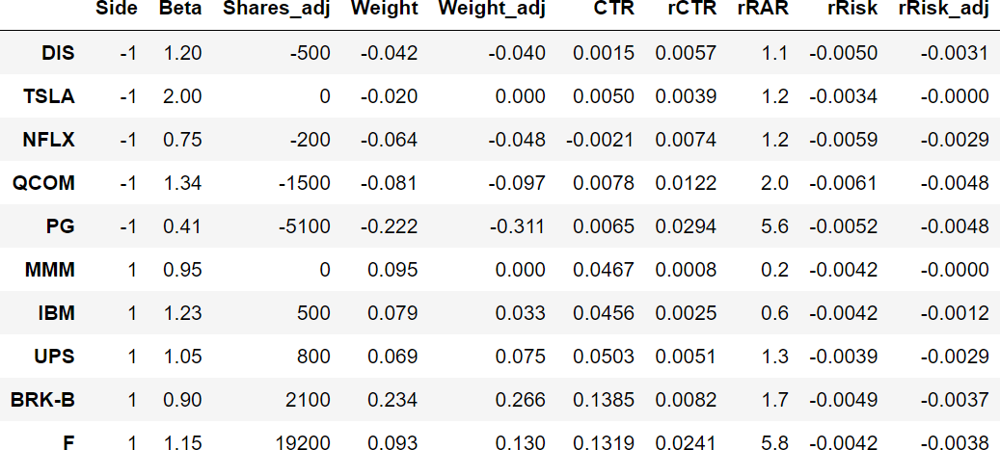 Side Beta Shares_adj Weight Weight_adj CTR rCTR rRAR rRisk rRisk_adj
DIS -1 1.20 -500 -0.042 -0.040 0.0015 0.0057 1.1 -0.0050 -0.0031
TSLA -1 2.00 0 -0.020 0.000 0.0050 0.0039 1.2 -0.0034 -0.0000
NFLX -1 0.75 -200 -0.064 -0.048 -0.0021 0.0074 1.2 -0.0059 -0.0029
QCOM -1 1.34 -1500 -0.081 -0.097 0.0078 0.0122 2.0 -0.0061 -0.0048
PG -1 0.41 -5100 -0.222 -0.311 0.0065 0.0294 5.6 -0.0052 -0.0048
MMM 1 0.95 0 0.095 0.000 0.0467 0.0008 0.2 -0.0042 -0.0000
IBM 1 1.23 500 0.079 0.033 0.0456 0.0025 0.6 -0.0042 -0.0012
UPS 1 1.05 800 0.069 0.075 0.0503 0.0051 1.3 -0.0039 -0.0029
BRK-B 1 0.90 2100 0.234 0.266 0.1385 0.0082 1.7 -0.0049 -0.0037
F 1 1.15 19200 0.093 0.130 0.1319 0.0241 5.8 -0.0042 -0.0038